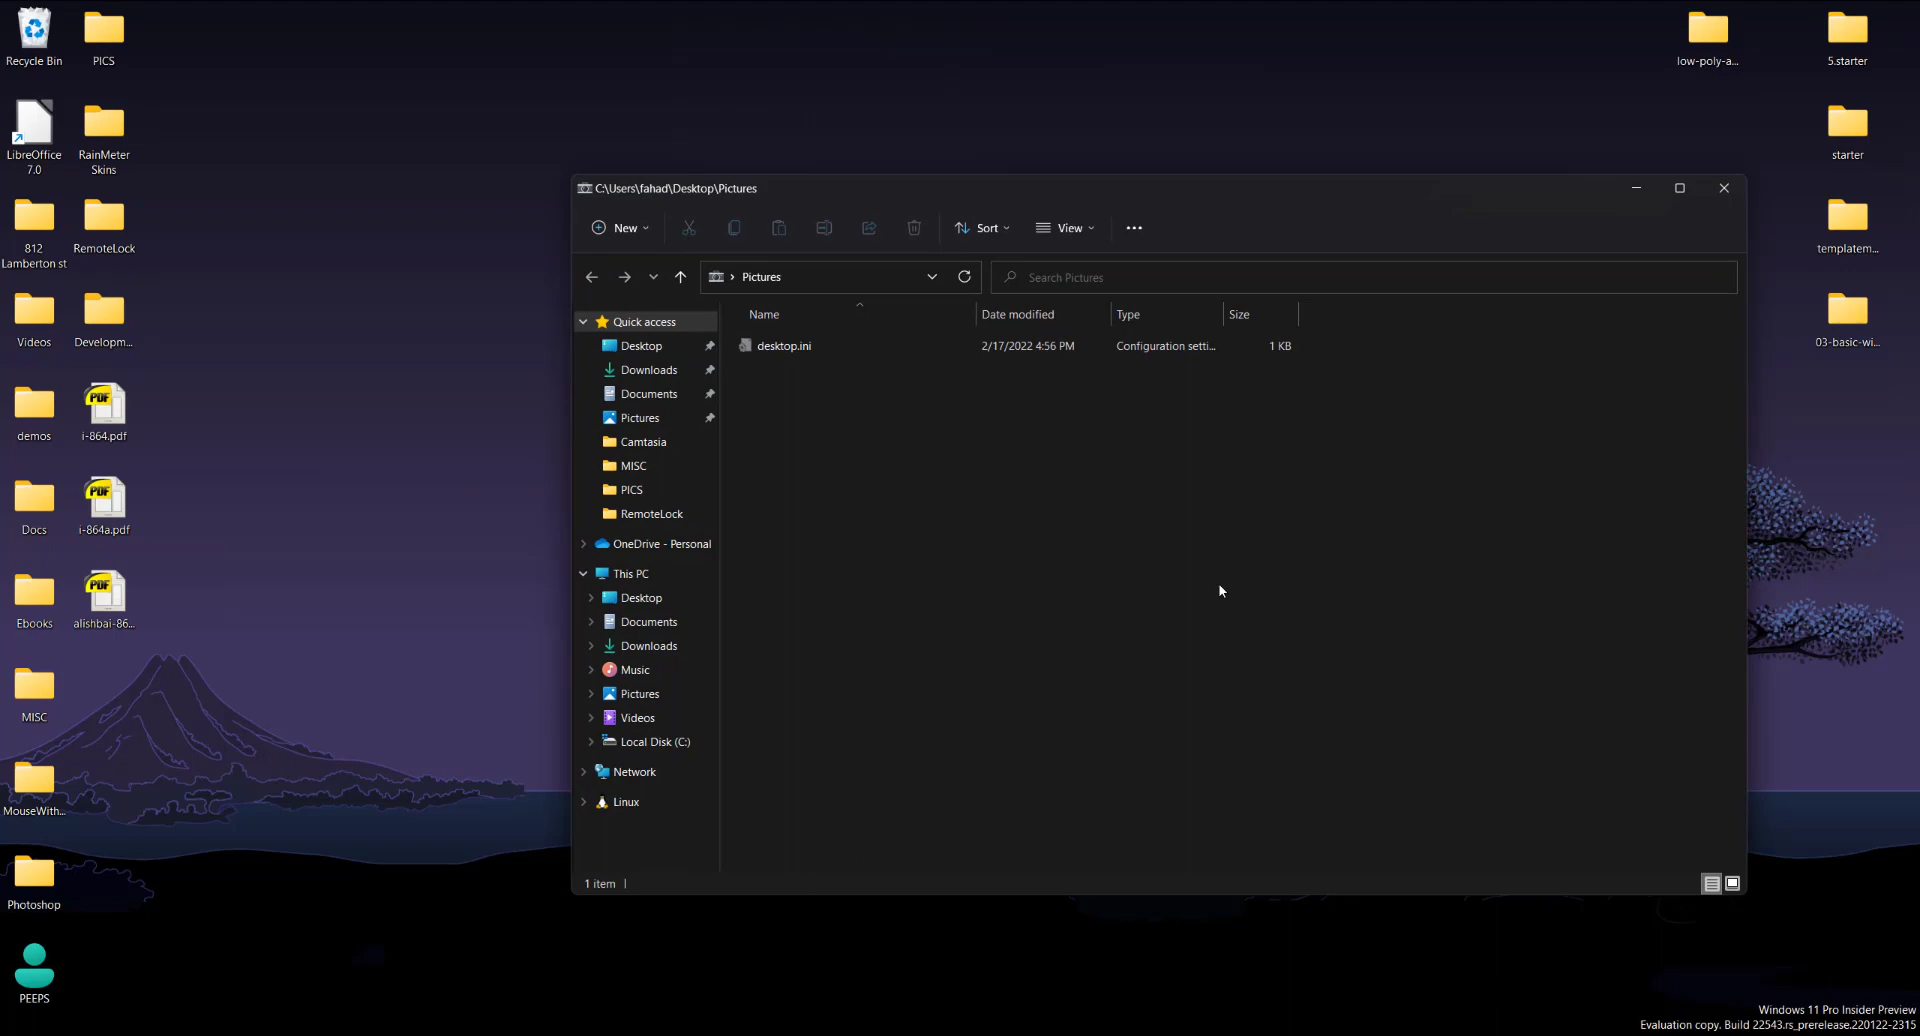 Recycle Bin
PICS
LibreOffice
7.0
RainMeter
Skins
812
Lamberton st
RemoteLock
Videos
Developm...
demos
PDF
i-864.pdf
Docs
PDF
i-864a.pdf
Ebooks
PDF
alishbai-86...
MISC
MouseWith...
Photoshop
PEEPS
C:\Users\fahad\Desktop\Pictures
New
Sort
View
Pictures
Search Pictures
Name
Date modified
Type
Size
desktop.ini
2/17/2022 4:56 PM
Configuration setti...
1 KB
Quick access
Desktop
Downloads
Documents
Pictures
Camtasia
MISC
PICS
RemoteLock
OneDrive - Personal
This PC
Desktop
Documents
Downloads
Music
Pictures
Videos
Local Disk (C:)
Network
Linux
1 item
low-poly-a...
5.starter
starter
templatem...
03-basic-wi...
Windows 11 Pro Insider Preview
Evaluation copy. Build 22543.rs_prerelease.220122-2315